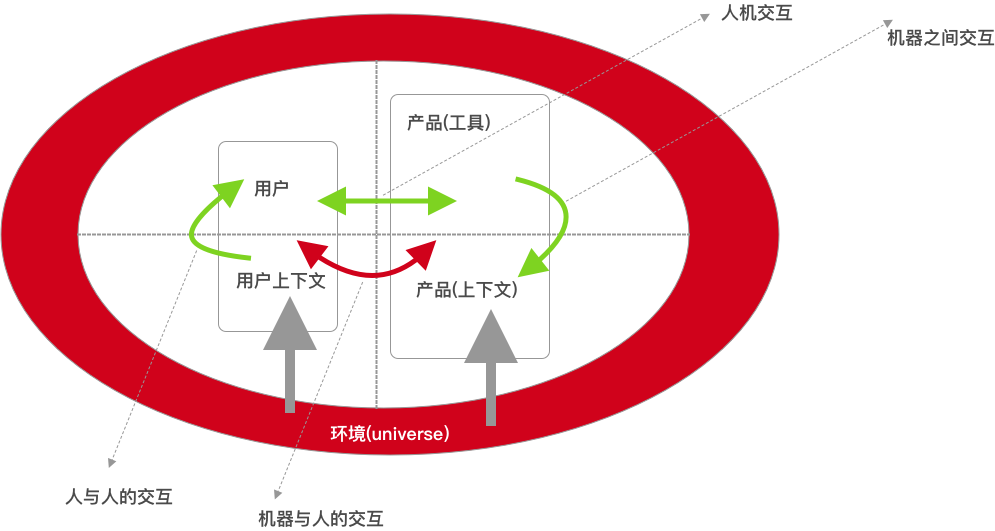 人机交互
机器之间交互
产品(工具)
用户
用户上下文
产品(上下文)
环境(universe)
人与人的交互
机器与人的交互